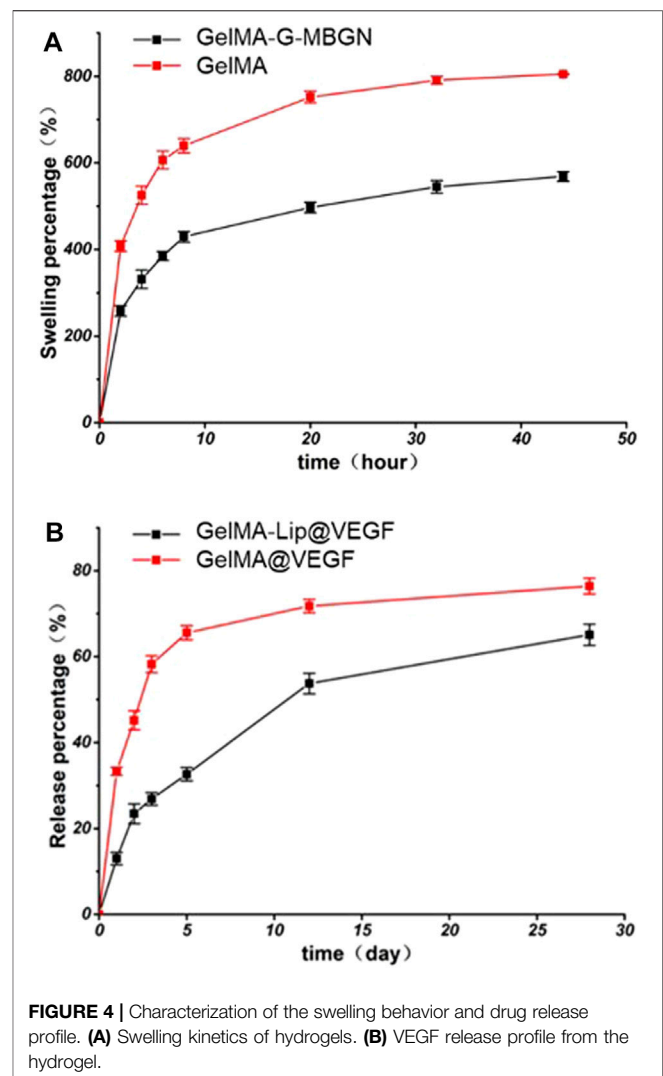 A
GelMA-G-MBGN
GelMA
Swelling percentage（%）
800
600
400
200
0
0 10 20 30 40 50
time（hour）
B
GelMA-Lip@VEGF
GelMA@VEGF
Release percentage（%）
80
60
40
20
0
0 5 10 15 20 25 30
time（day）
FIGURE 4 | Characterization of the swelling behavior and drug release
profile. (A) Swelling kinetics of hydrogels. (B) VEGF release profile from the
hydrogel.